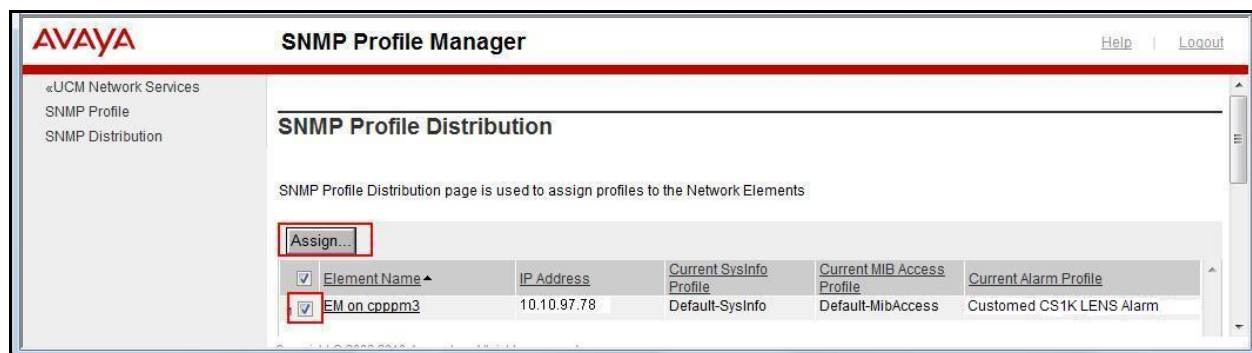 AVAYA
SNMP Profile Manager
Help | Logout
«UCM Network Services
SNMP Profile
SNMP Distribution
SNMP Profile Distribution
SNMP Profile Distribution page is used to assign profiles to the Network Elements
Assign...
Element Name IP Address Current SysInfo Profile Current MIB Access Profile Current Alarm Profile
1 EM on cpppm3 10.10.97.78 Default-SysInfo Default-MibAccess Customed CS1K LENS Alarm